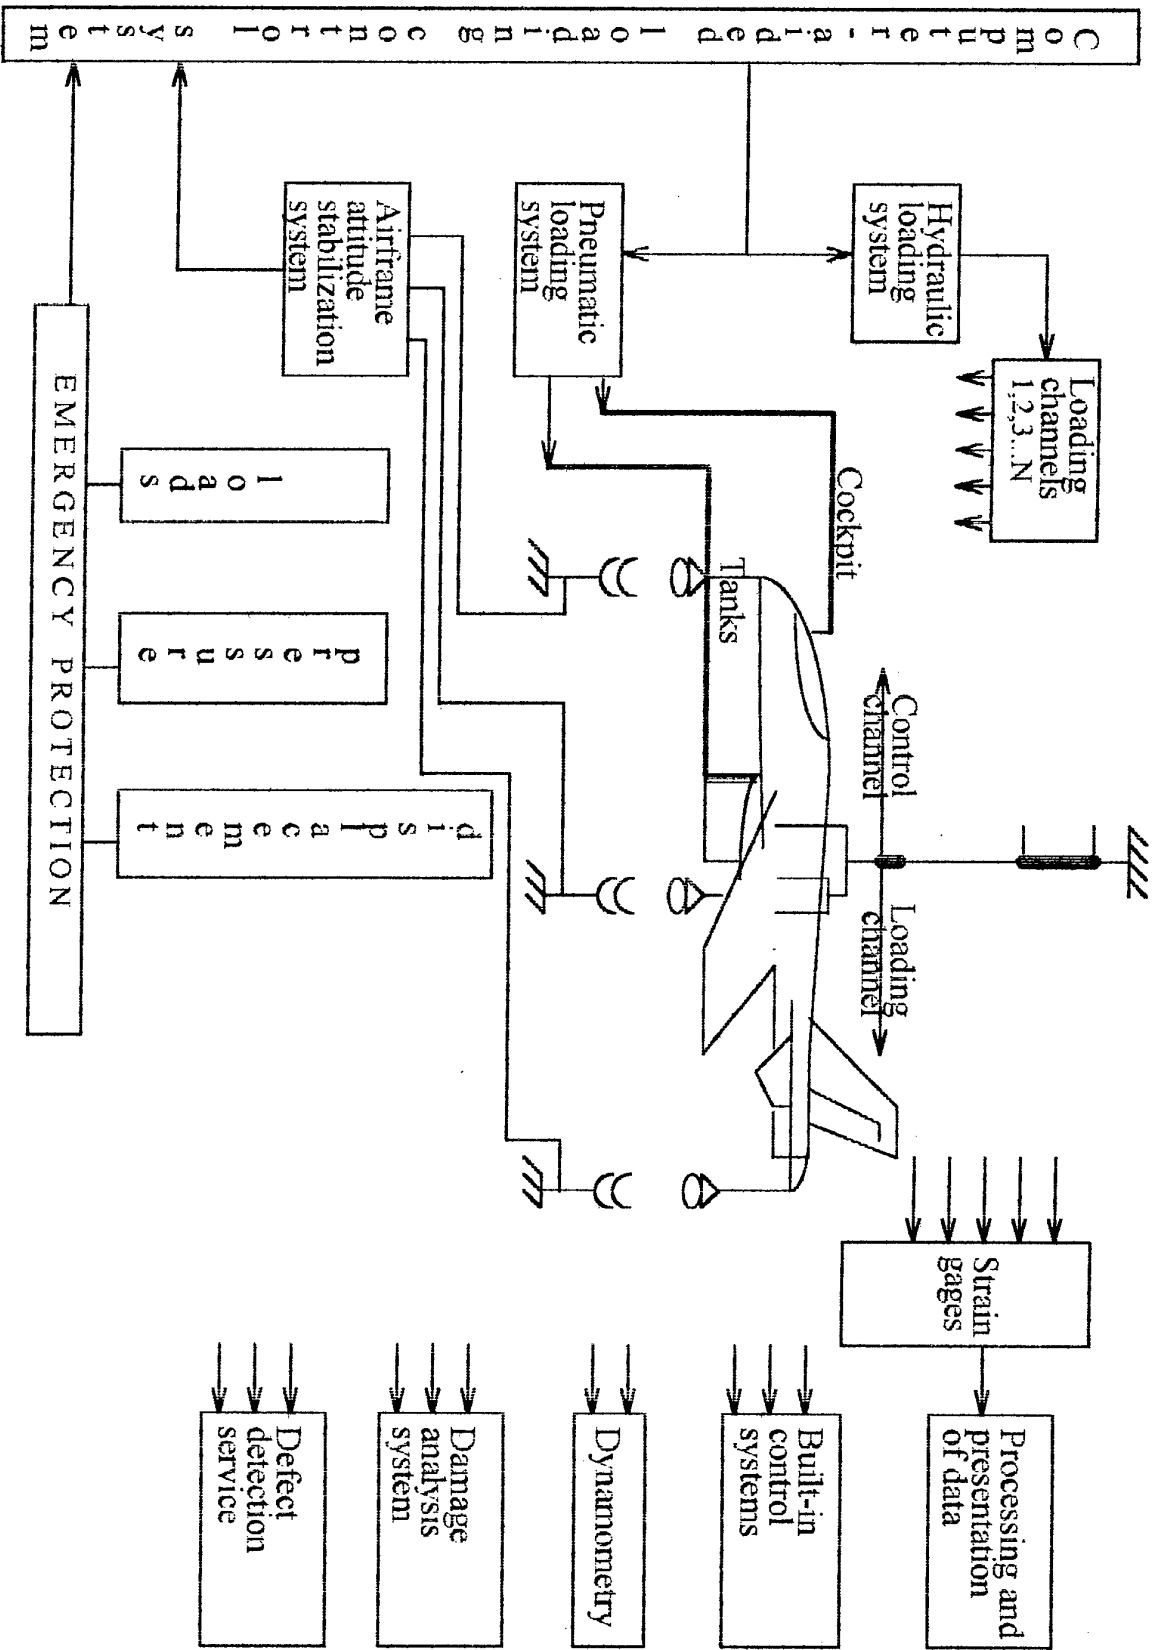 Computer-aided loading control system
Hydraulic
loading
system
Loading
channels
1,2,3...N
Pneumatic
loading
system
Airframe
attitude
stabilization
system
Cockpit
Tanks
Control
channel
Loading
channel
Strain
gages
Processing and
presentation
of data
Built-in
control
systems
Dynamometry
Damage
analysis
system
Defect
detection
service
loads
pressure
displacement
EMERGENCY PROTECTION